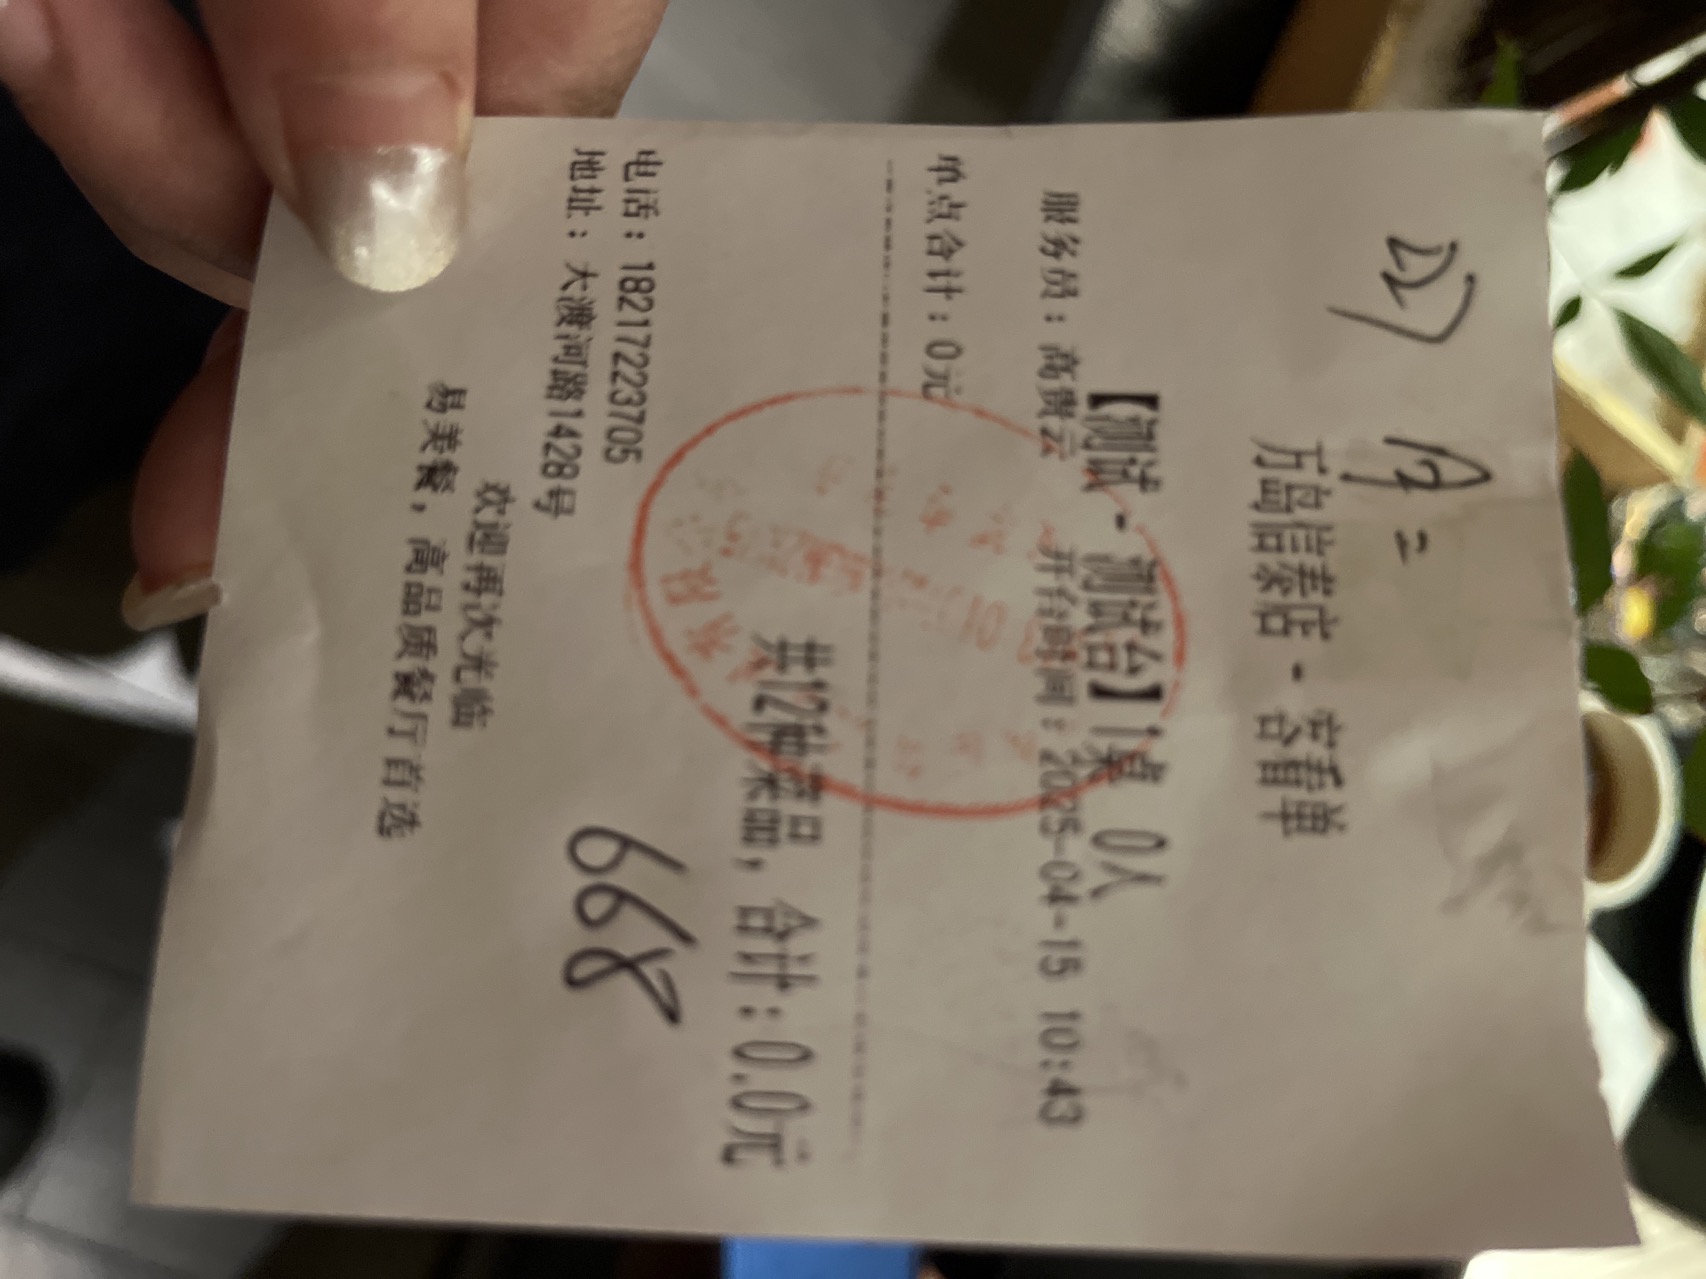 万岛信泰店 - 客看单
【测试 - 测试台】1桌 0人
服务员：高贵云 开台时间：2025-04-15 10:43
单点合计：0元
共12种菜品，合计：0.0元
668
电话：18217223705
地址：大渡河路1428号
欢迎再次光临
易美餐，高品质餐厅首选